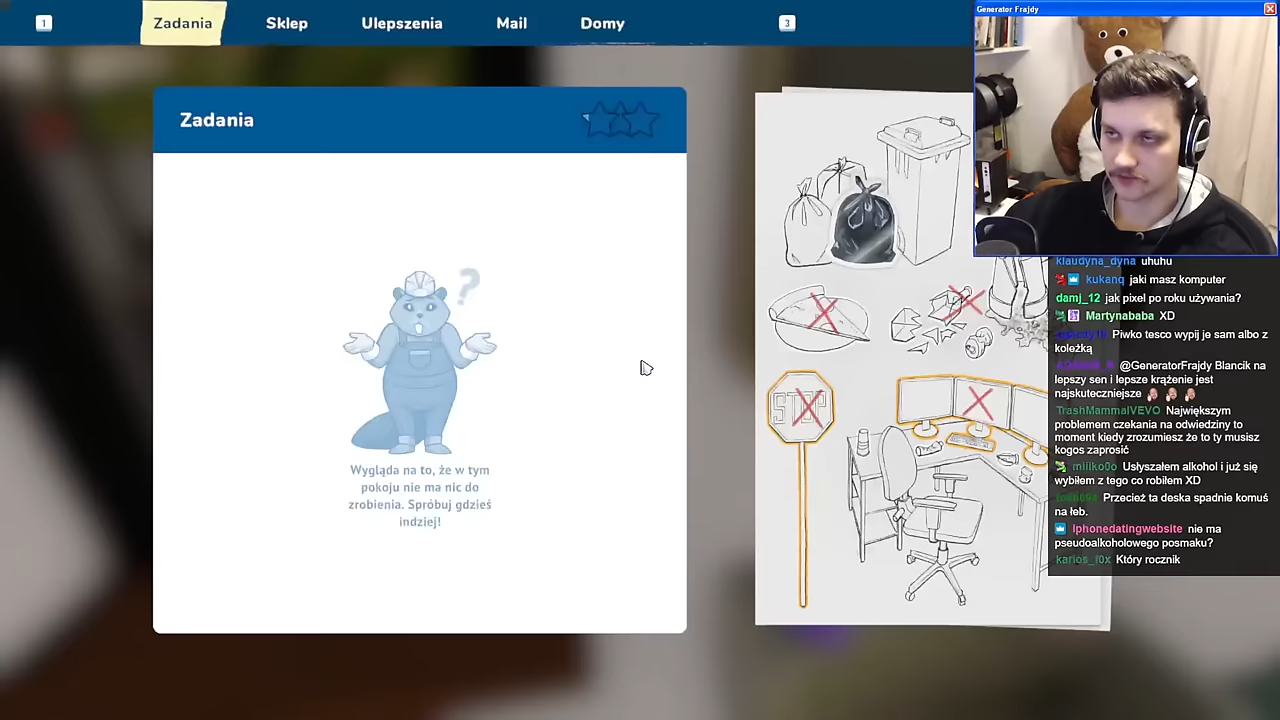 1
Zadania
Sklep
Ulepszenia
Mail
Domy
3
Generator Frajdy
Zadania
?
Wygląda na to, że w tym
pokoju nie ma nic do
zrobienia. Spróbuj gdzieś
indziej!
STOP
klaudyna_dyna uhuhu
kukanq jaki masz komputer
damj_12 jak pixel po roku używania?
Martynababa XD
Piwko tesco wypij je sam albo z
koleżką
@GeneratorFrajdy Blancik na
lepszy sen i lepsze krążenie jest
najskuteczniejsze
TrashMammalVEVO Największym
problemem czekania na odwiedziny to
moment kiedy zrozumiesz że to ty musisz
kogos zaprosić
miilko0o Usłyszałem alkohol i już się
wybiłem z tego co robiłem XD
Przecież ta deska spadnie komuś
na łeb.
Iphonedatingwebsite nie ma
pseudoalkoholowego posmaku?
karlos_f0x Który rocznik